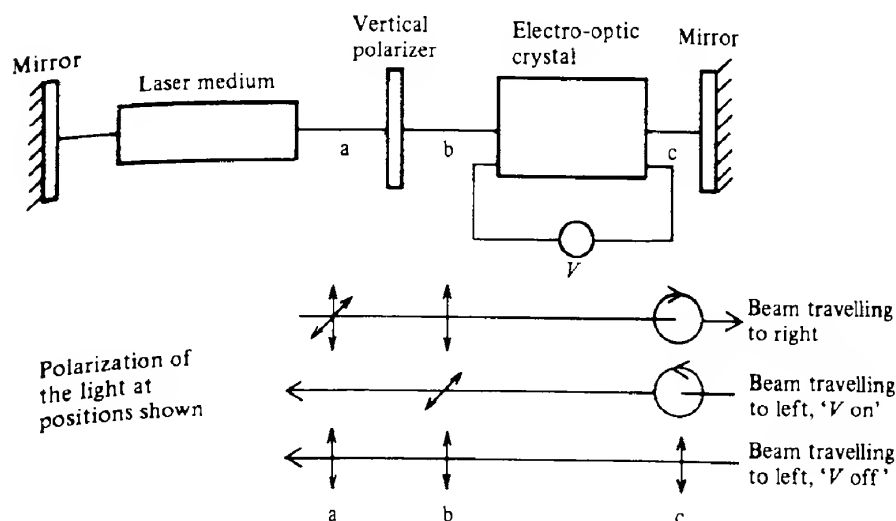 Vertical
polarizer
Electro-optic
crystal
Mirror
Mirror
Laser medium
a
b
c
V
Beam travelling
to right
Polarization of
the light at
positions shown
Beam travelling
to left, ‘V on’
Beam travelling
to left, ‘V off’
a
b
c